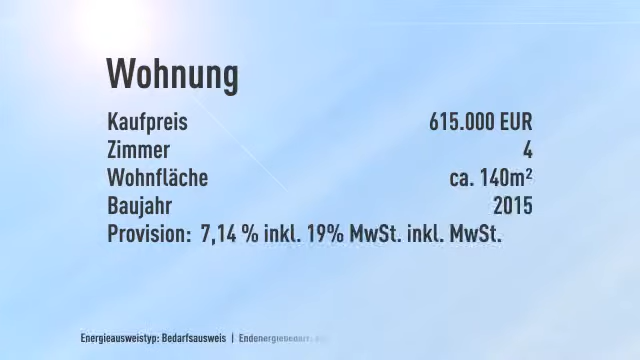 Wohnung
Kaufpreis 615.000 EUR
Zimmer 4
Wohnfläche ca. 140m²
Baujahr 2015
Provision: 7,14 % inkl. 19% MwSt. inkl. MwSt.
Energieausweistyp: Bedarfsausweis |